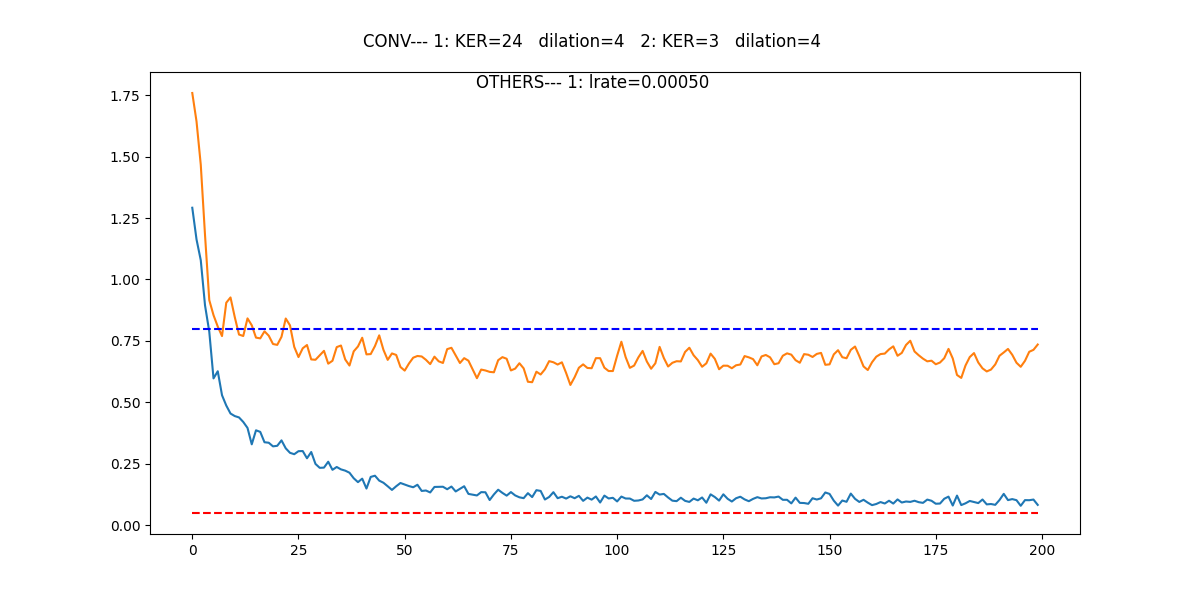 CONV--- 1: KER=24   dilation=4   2: KER=3   dilation=4
OTHERS--- 1: lrate=0.00050
1.75
1.50
1.25
1.00
0.75
0.50
0.25
0.00
0 25 50 75 100 125 150 175 200